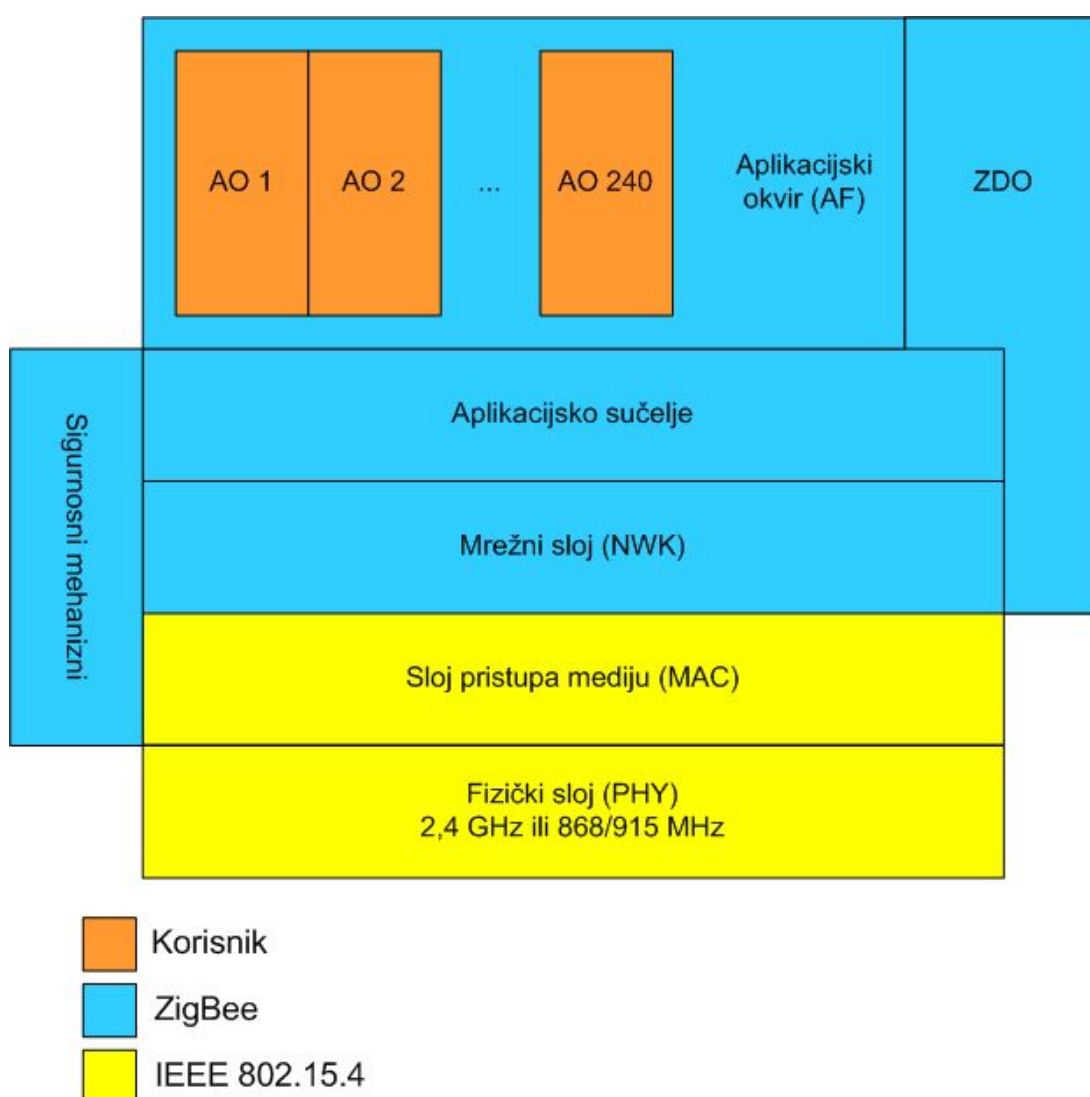 AO 1
AO 2
...
AO 240
Aplikacijski
okvir (AF)
ZDO
Aplikacijsko sučelje
Sigurnosni mehanizni
Mrežni sloj (NWK)
Sloj pristupa mediju (MAC)
Fizički sloj (PHY)
2,4 GHz ili 868/915 MHz
Korisnik
ZigBee
IEEE 802.15.4